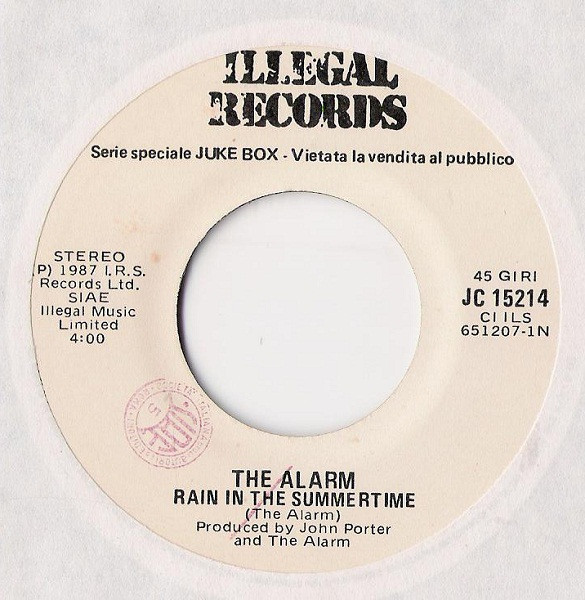 ILLEGAL
RECORDS
Serie speciale JUKE BOX - Vietata la vendita al pubblico
STEREO
(P) 1987 I.R.S.
Records Ltd.
SIAE
Illegal Music
Limited
4:00
45 GIRI
JC 15214
CI ILS
651207-1N
THE ALARM
RAIN IN THE SUMMERTIME
(The Alarm)
Produced by John Porter
and The Alarm